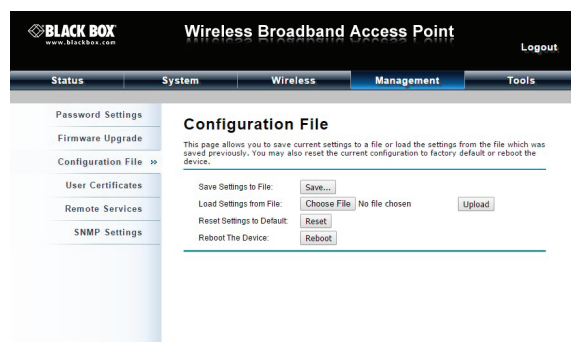 BLACK BOX®
www.blackbox.com
Wireless Broadband Access Point
Logout
Status System Wireless Management Tools
Password Settings
Firmware Upgrade
Configuration File »
User Certificates
Remote Services
SNMP Settings
Configuration File
This page allows you to save current settings to a file or load the settings from the file which was
saved previously. You may also reset the current configuration to factory default or reboot the
device.
Save Settings to File: Save...
Load Settings from File: Choose File No file chosen Upload
Reset Settings to Default: Reset
Reboot The Device: Reboot